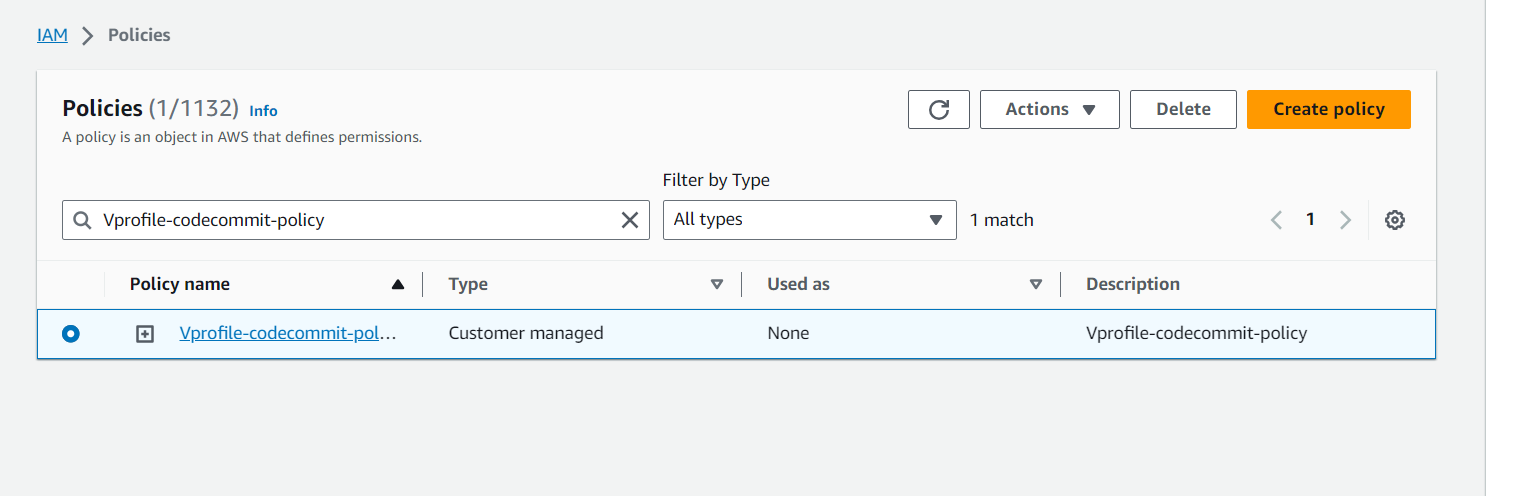 IAM > Policies
Policies (1/1132) Info
A policy is an object in AWS that defines permissions.
Actions
Delete
Create policy
Filter by Type
Vprofile-codecommit-policy
All types
1 match
1
Policy name
Type
Used as
Description
Vprofile-codecommit-pol...
Customer managed
None
Vprofile-codecommit-policy